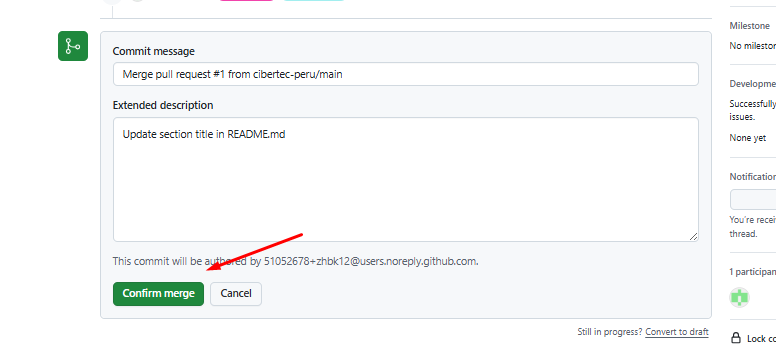 Commit message
Merge pull request #1 from cibertec-peru/main
Extended description
Update section title in README.md
This commit will be authored by 51052678+zhbk12@users.noreply.github.com.
Confirm merge
Cancel
Still in progress? Convert to draft
Milestone
No mileston
Developme
Successfully
issues.
None yet
Notification
You're recei
thread.
1 participan
Lock co